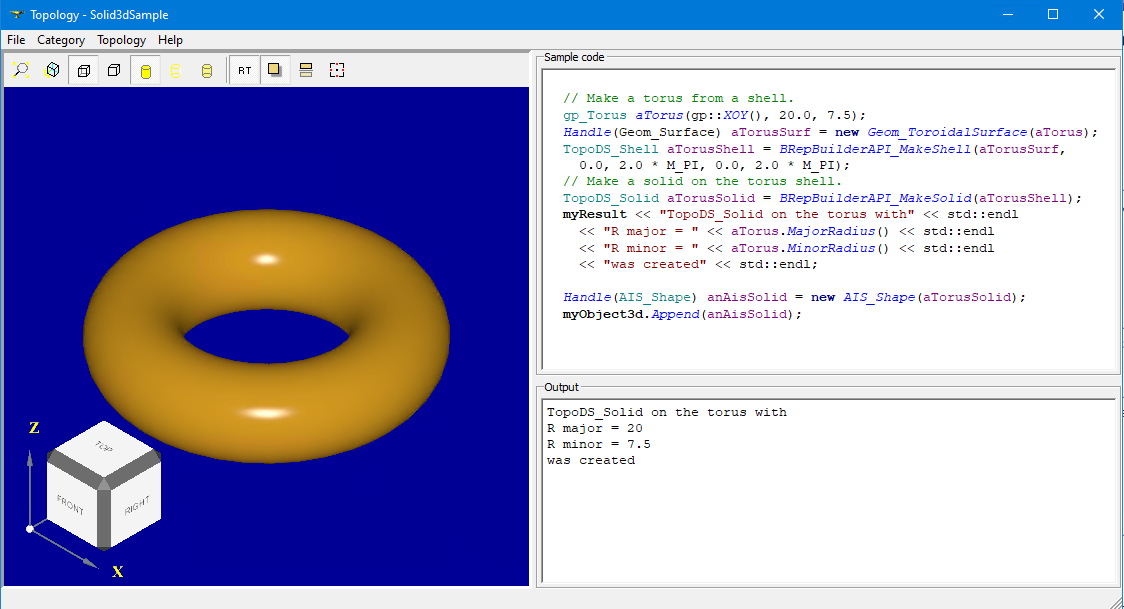 Topology - Solid3dSample
File Category Topology Help
RT
Sample code
// Make a torus from a shell.
gp_Torus aTorus(gp::XOY(), 20.0, 7.5);
Handle(Geom_Surface) aTorusSurf = new Geom_ToroidalSurface(aTorus);
TopoDS_Shell aTorusShell = BRepBuilderAPI_MakeShell(aTorusSurf,
0.0, 2.0 * M_PI, 0.0, 2.0 * M_PI);
// Make a solid on the torus shell.
TopoDS_Solid aTorusSolid = BRepBuilderAPI_MakeSolid(aTorusShell);
myResult << "TopoDS_Solid on the torus with" << std::endl
<< "R major = " << aTorus.MajorRadius() << std::endl
<< "R minor = " << aTorus.MinorRadius() << std::endl
<< "was created" << std::endl;
Handle(AIS_Shape) anAisSolid = new AIS_Shape(aTorusSolid);
myObject3d.Append(anAisSolid);
Output
TopoDS_Solid on the torus with
R major = 20
R minor = 7.5
was created
Z
TOP
FRONT
RIGHT
X